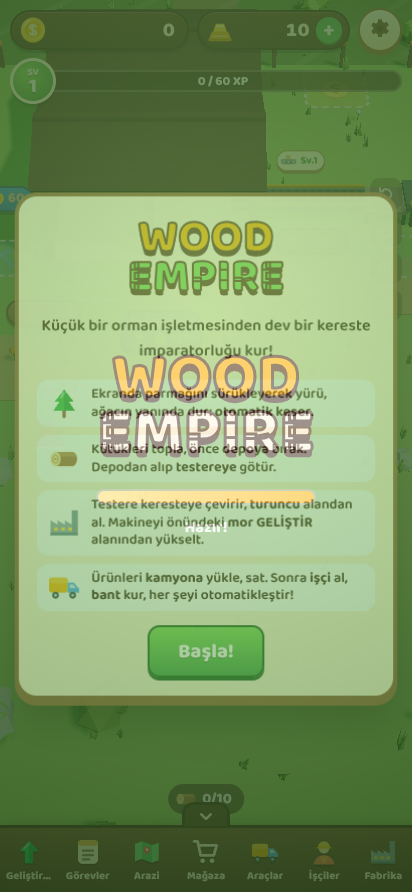 0
10
SV
1
0 / 60 XP
Sv.1
60
WOOD
EMPIRE
Küçük bir orman işletmesinden dev bir kereste
imparatorluğu kur!
WOOD
EMPIRE
Ekranda parmağını sürükleyerek yürü,
ağacın yanında dur: otomatik keser.
Kütükleri topla, önce depoya bırak.
Depodan alıp testereye götür.
Testere keresteye çevirir, turuncu alandan
al. Makineyi önündeki mor GELİŞTİR
alanından yükselt.
Hazır!
Ürünleri kamyona yükle, sat. Sonra işçi al,
bant kur, her şeyi otomatikleştir!
Başla!
0/10
Geliştir...
Görevler
Arazi
Mağaza
Araçlar
İşçiler
Fabrika